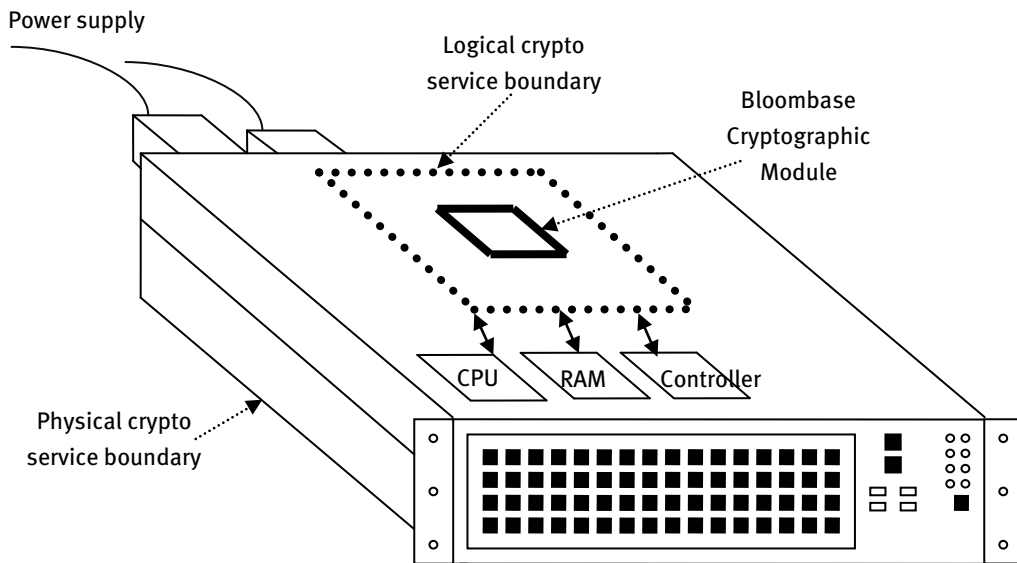 Power supply
Logical crypto
service boundary
Bloombase
Cryptographic
Module
CPU
RAM
Controller
Physical crypto
service boundary